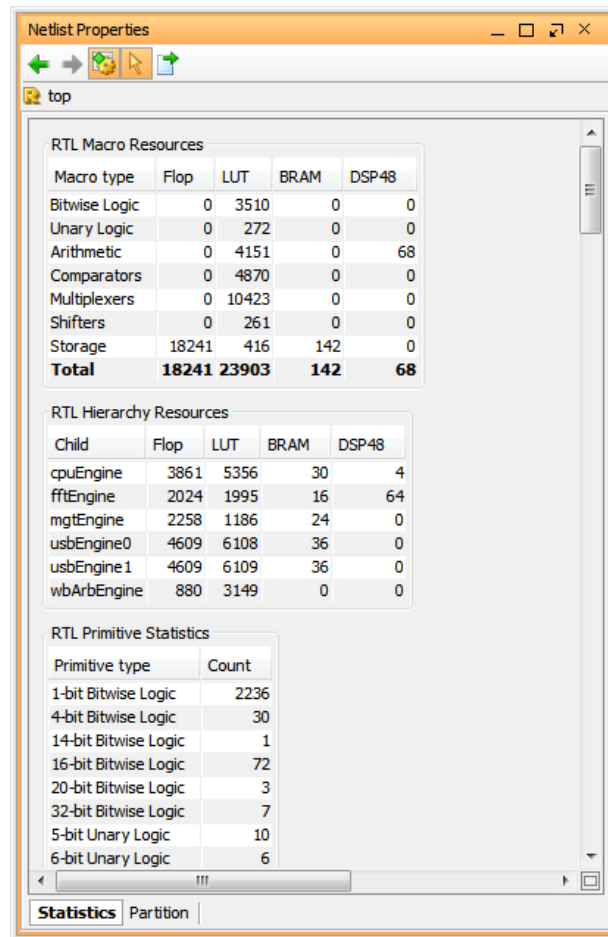 Netlist Properties
top
RTL Macro Resources
Macro type Flop LUT BRAM DSP48
Bitwise Logic 0 3510 0 0
Unary Logic 0 272 0 0
Arithmetic 0 4151 0 68
Comparators 0 4870 0 0
Multiplexers 0 10423 0 0
Shifters 0 261 0 0
Storage 18241 416 142 0
Total 18241 23903 142 68
RTL Hierarchy Resources
Child Flop LUT BRAM DSP48
cpuEngine 3861 5356 30 4
fftEngine 2024 1995 16 64
mgtEngine 2258 1186 24 0
usbEngine0 4609 6108 36 0
usbEngine1 4609 6109 36 0
wbArbEngine 880 3149 0 0
RTL Primitive Statistics
Primitive type Count
1-bit Bitwise Logic 2236
4-bit Bitwise Logic 30
14-bit Bitwise Logic 1
16-bit Bitwise Logic 72
20-bit Bitwise Logic 3
32-bit Bitwise Logic 7
5-bit Unary Logic 10
6-bit Unary Logic 6
Statistics Partition